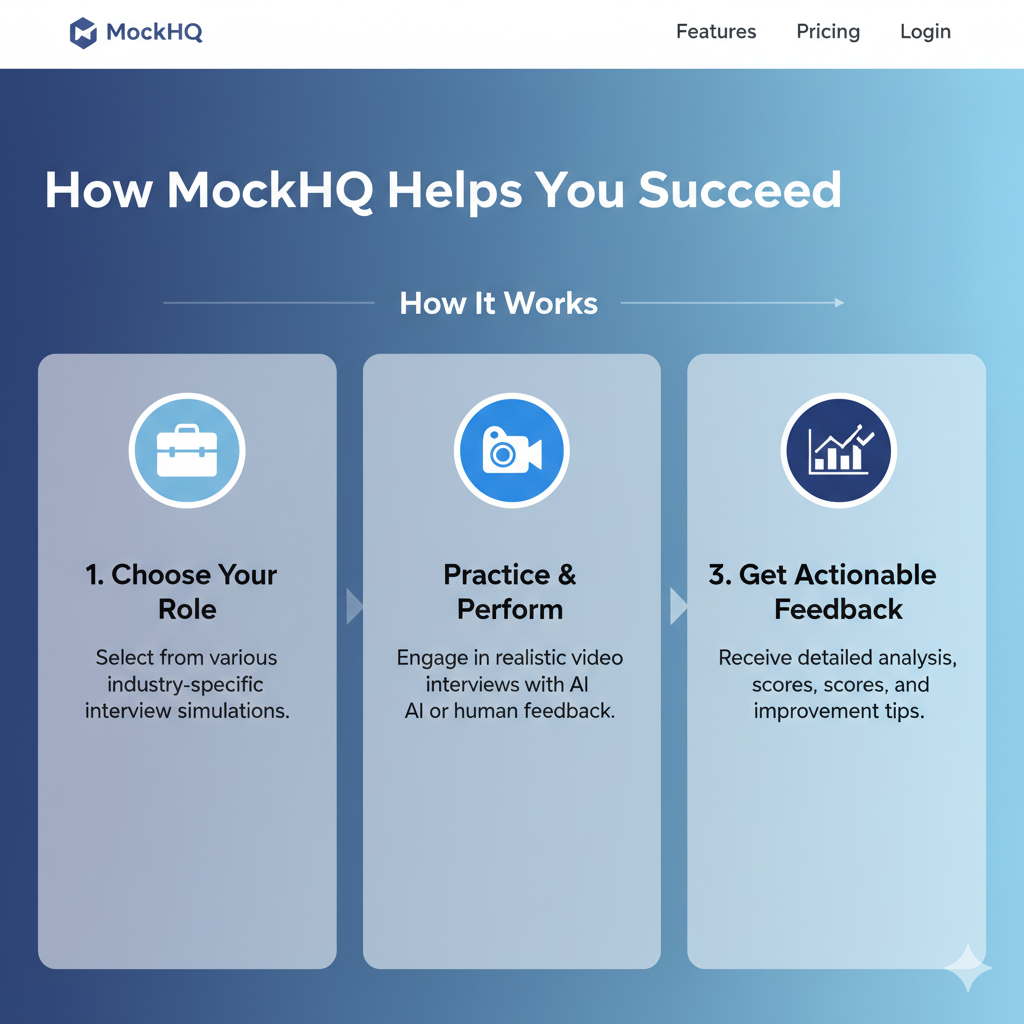 MockHQ
Features Pricing Login
How MockHQ Helps You Succeed
How It Works
1. Choose Your
Role
Select from various
industry-specific
interview simulations.
Practice &
Perform
Engage in realistic video
interviews with AI
AI or human feedback.
3. Get Actionable
Feedback
Receive detailed analysis,
scores, scores, and
improvement tips.